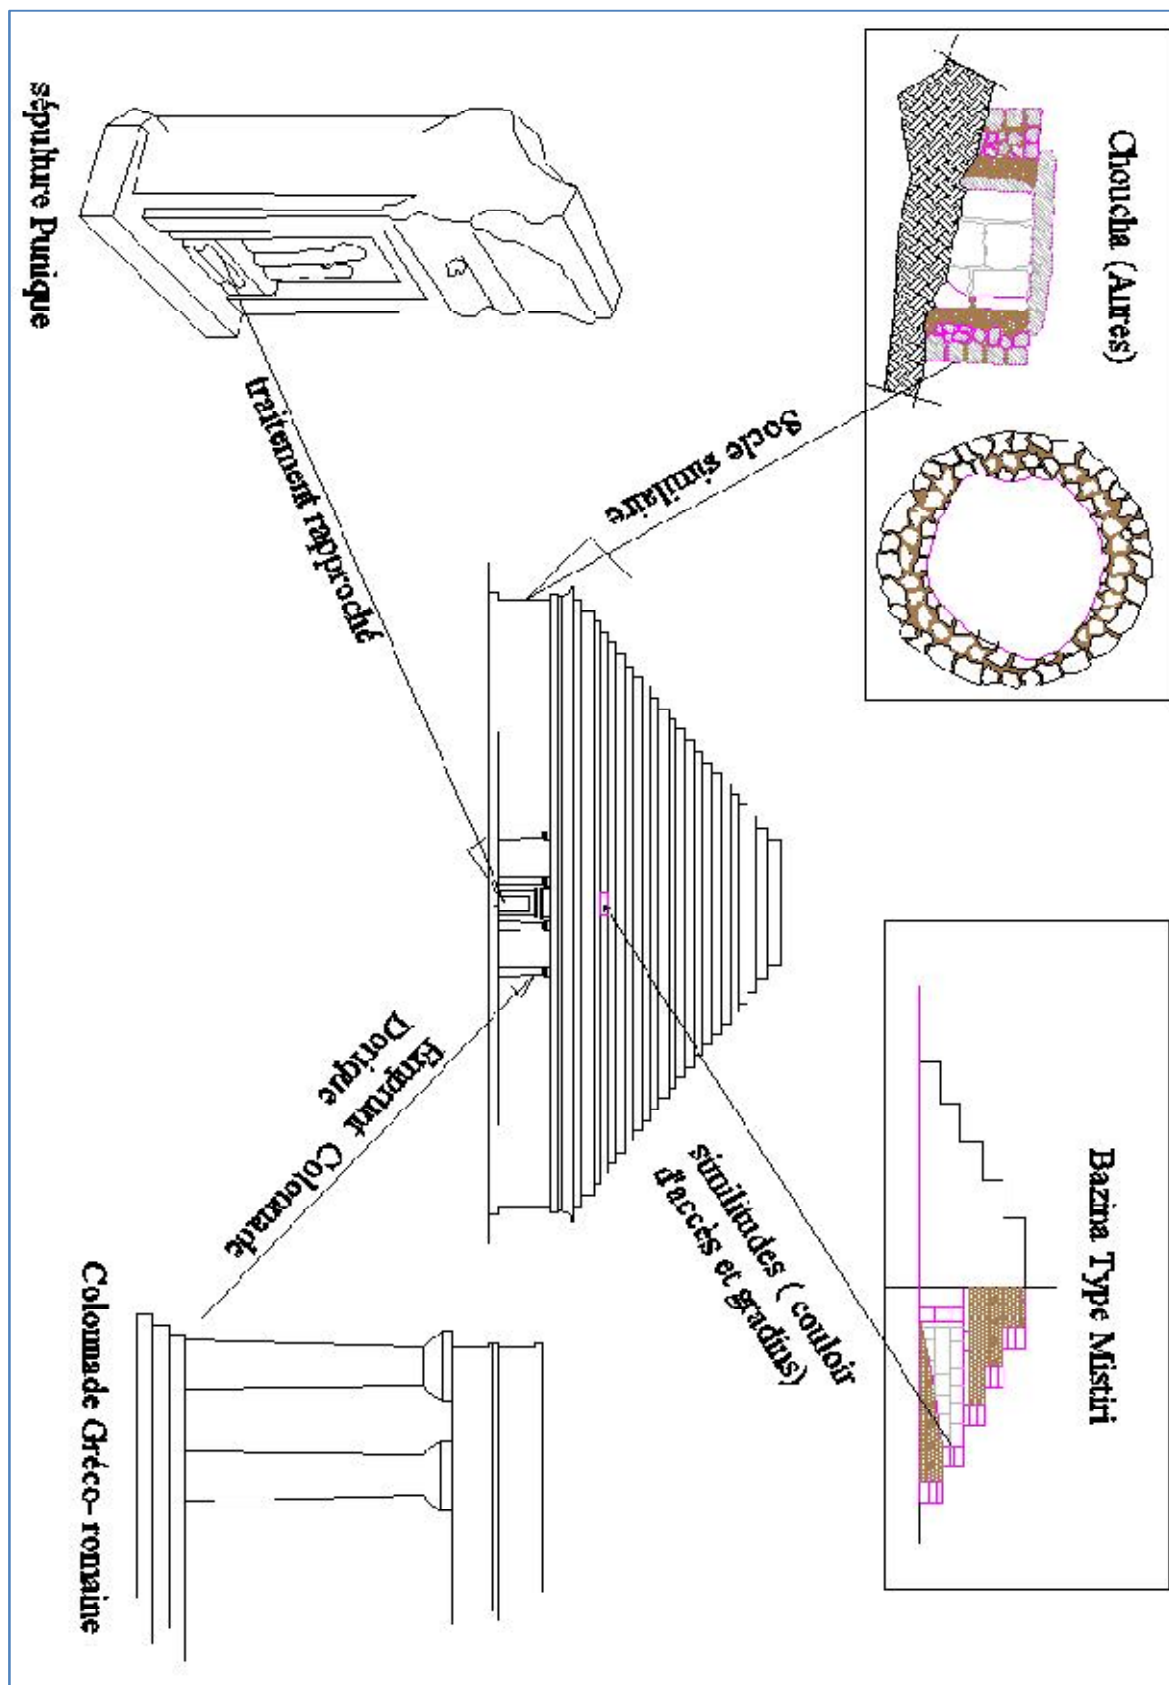 Choucha (Aures)
Bazina Type Mistiri
Socle similaire
similitudes ( couloir
d'accès et gradins)
traitement rapproché
Emprunt Colonnade
Dorique
sépulture Punique
Colonnade Gréco- romaine